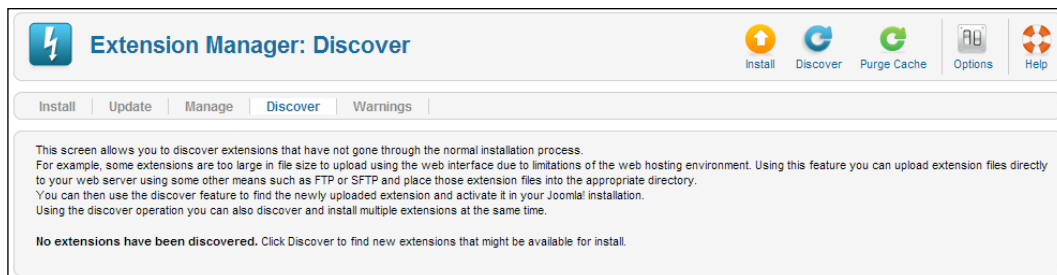 Extension Manager: Discover
Install Discover Purge Cache Options Help
Install Update Manage Discover Warnings
This screen allows you to discover extensions that have not gone through the normal installation process.
For example, some extensions are too large in file size to upload using the web interface due to limitations of the web hosting environment. Using this feature you can upload extension files directly
to your web server using some other means such as FTP or SFTP and place those extension files into the appropriate directory.
You can then use the discover feature to find the newly uploaded extension and activate it in your Joomla! installation.
Using the discover operation you can also discover and install multiple extensions at the same time.
No extensions have been discovered. Click Discover to find new extensions that might be available for install.